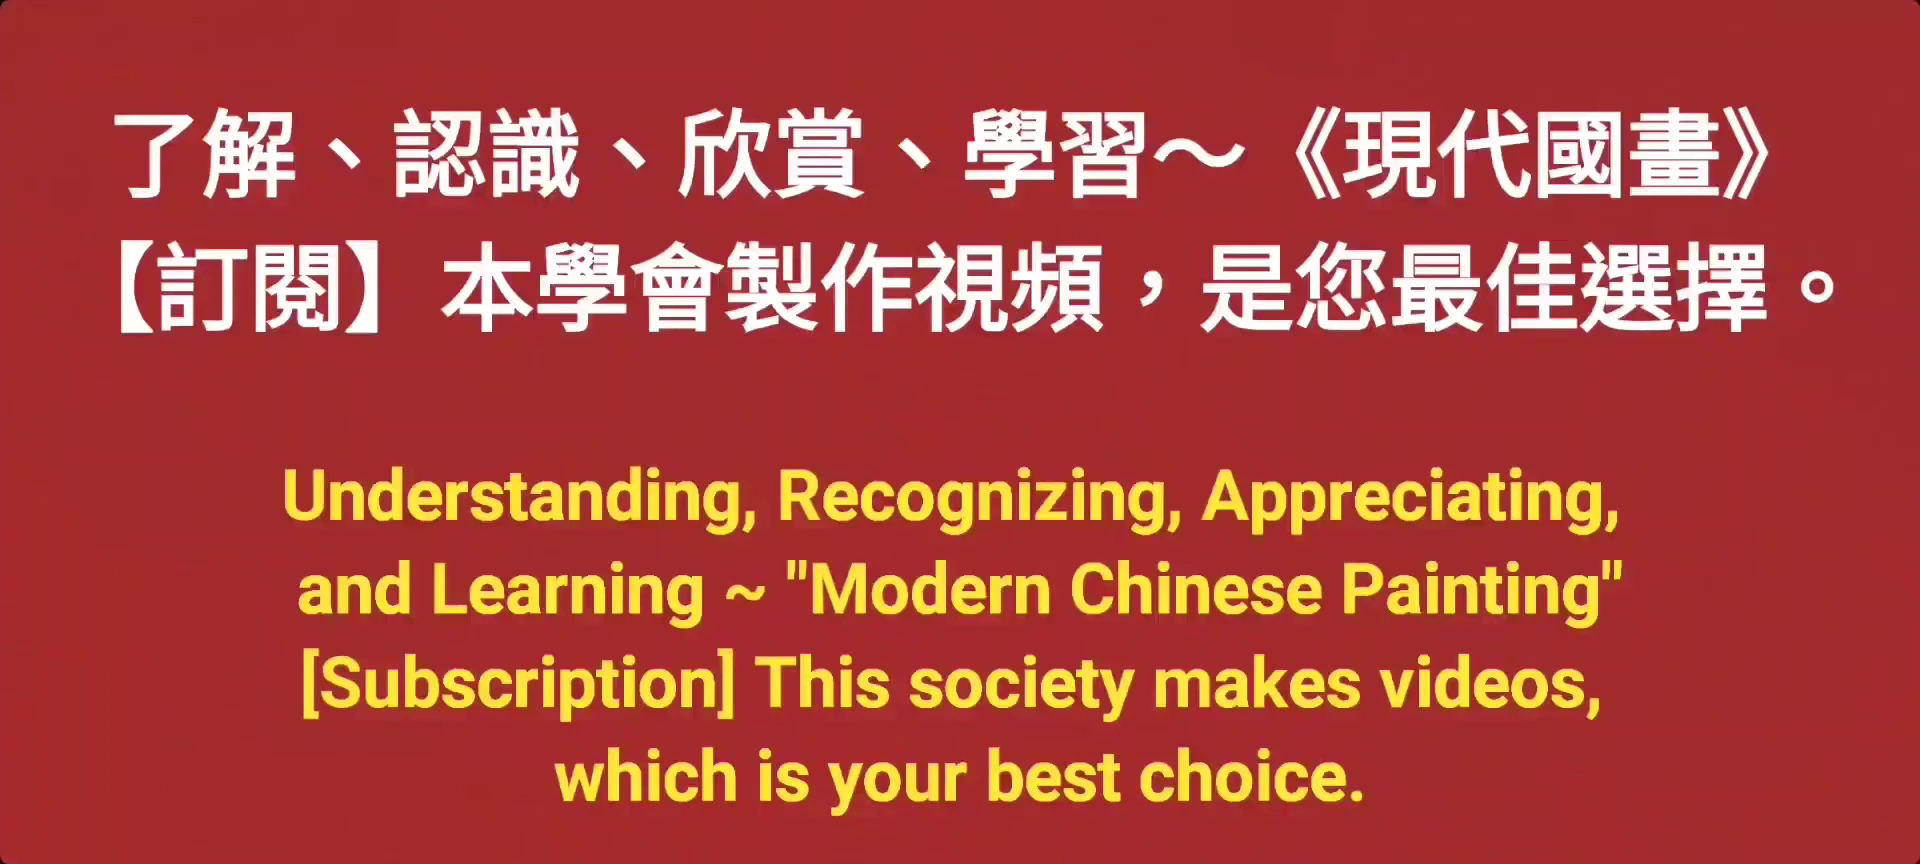 了解、認識、欣賞、學習～《現代國畫》
【訂閱】本學會製作視頻，是您最佳選擇。
Understanding, Recognizing, Appreciating,
and Learning ~ "Modern Chinese Painting"
[Subscription] This society makes videos,
which is your best choice.